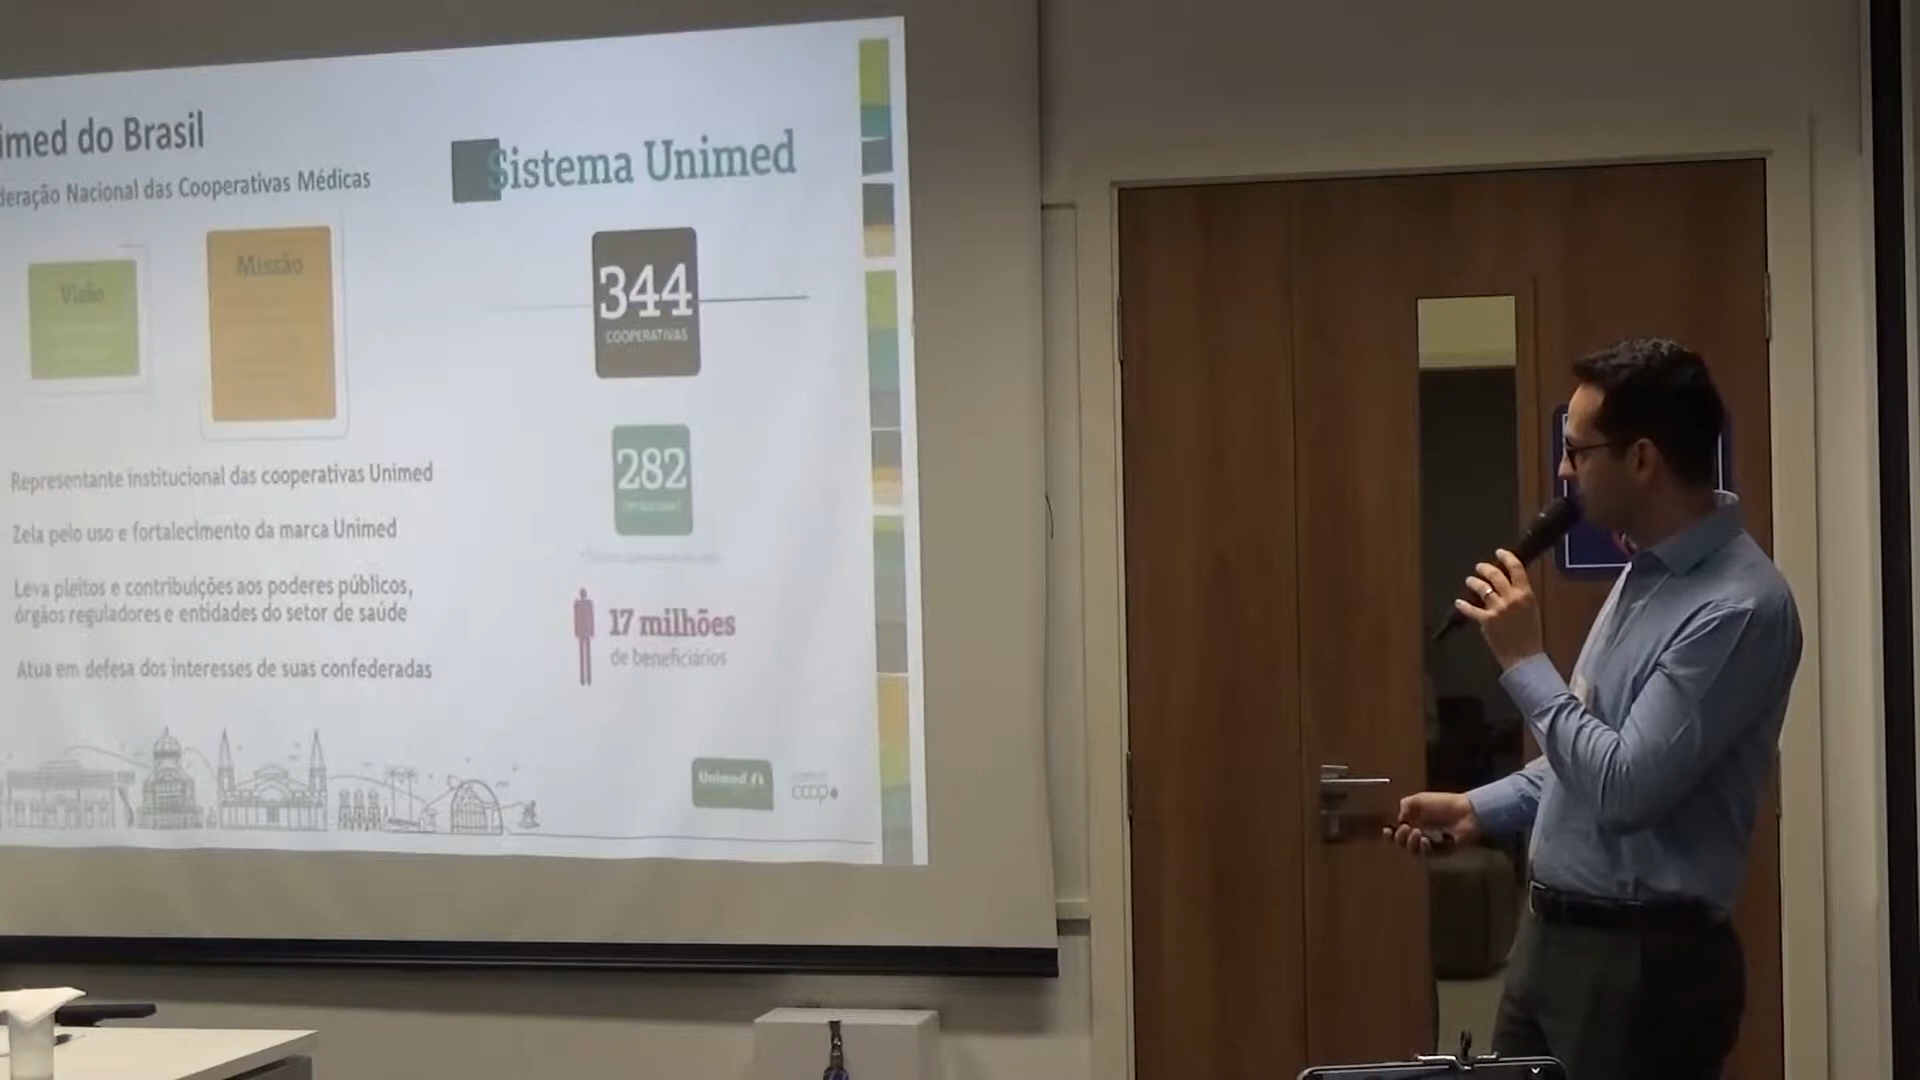 imed do Brasil
deração Nacional das Cooperativas Médicas
Visão
Missão
Representante institucional das cooperativas Unimed
Zela pelo uso e fortalecimento da marca Unimed
Leva pleitos e contribuições aos poderes públicos,
órgãos reguladores e entidades do setor de saúde
Atua em defesa dos interesses de suas confederadas
Sistema Unimed
344
COOPERATIVAS
282
17 milhões
de beneficiários
Unimed
coop